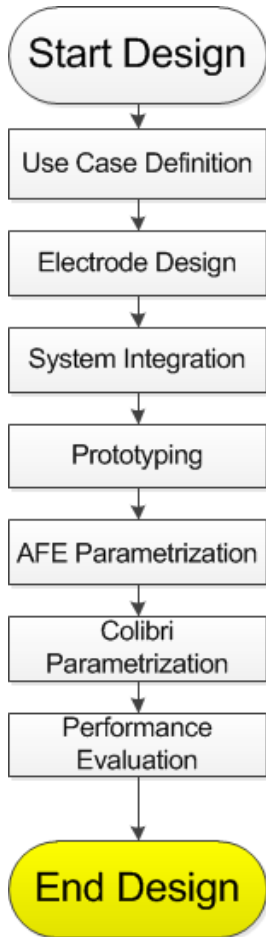 Start Design
Use Case Definition
Electrode Design
System Integration
Prototyping
AFE Parametrization
Colibri
Parametrization
Performance
Evaluation
End Design